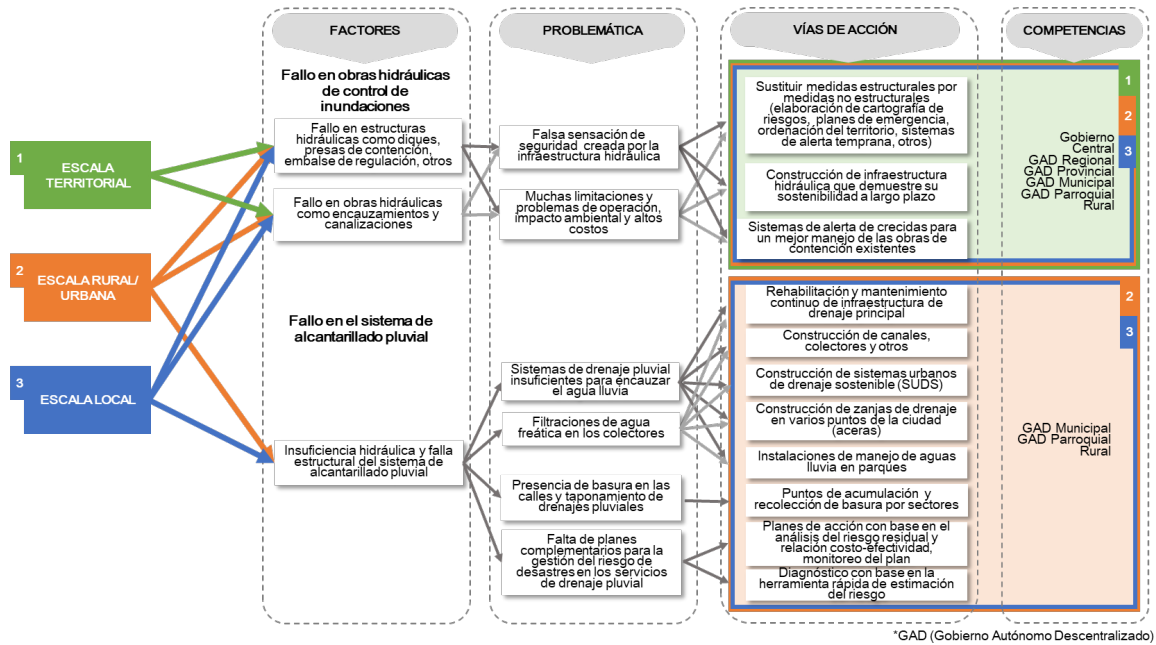 FACTORES
PROBLEMÁTICA
VÍAS DE ACCIÓN
COMPETENCIAS
1
ESCALA
TERRITORIAL
2
ESCALA RURAL/
URBANA
3
ESCALA LOCAL
Fallo en obras hidráulicas
de control de
inundaciones
Fallo en estructuras
hidráulicas como diques,
presas de contención,
embalse de regulación, otros
Fallo en obras hidráulicas
como encauzamientos y
canalizaciones
Fallo en el sistema de
alcantarillado pluvial
Insuficiencia hidráulica y falla
estructural del sistema de
alcantarillado pluvial
Falsa sensación de
seguridad creada por la
infraestructura hidráulica
Muchas limitaciones y
problemas de operación,
impacto ambiental y altos
costos
Sistemas de drenaje pluvial
insuficientes para encauzar
el agua lluvia
Filtraciones de agua
freática en los colectores
Presencia de basura en las
calles y taponamiento de
drenajes pluviales
Falta de planes
complementarios para la
gestión del riesgo de
desastres en los servicios
de drenaje pluvial
Sustituir medidas estructurales por
medidas no estructurales
(elaboración de cartografía de
riesgos, planes de emergencia,
ordenación del territorio, sistemas
de alerta temprana, otros)
Construcción de infraestructura
hidráulica que demuestre su
sostenibilidad a largo plazo
Sistemas de alerta de crecidas para
un mejor manejo de las obras de
contención existentes
Rehabilitación y mantenimiento
continuo de infraestructura de
drenaje principal
Construcción de canales,
colectores y otros
Construcción de sistemas urbanos
de drenaje sostenible (SUDS)
Construcción de zanjas de drenaje
en varios puntos de la ciudad
(aceras)
Instalaciones de manejo de aguas
lluvia en parques
Puntos de acumulación y
recolección de basura por sectores
Planes de acción con base en el
análisis del riesgo residual y
relación costo-efectividad,
monitoreo del plan
Diagnóstico con base en la
herramienta rápida de estimación
del riesgo
1
2
3
Gobierno
Central
GAD Regional
GAD Provincial
GAD Municipal
GAD Parroquial
Rural
2
3
GAD Municipal
GAD Parroquial
Rural
*GAD (Gobierno Autónomo Descentralizado)